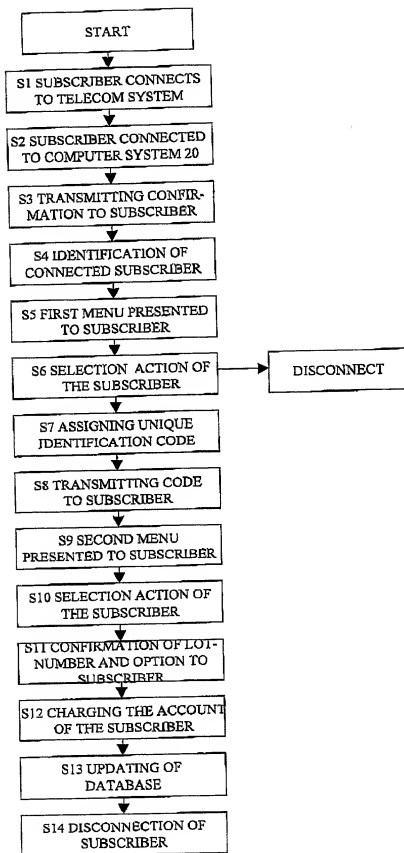 START
S1 SUBSCRIBER CONNECTS
TO TELECOM SYSTEM
S2 SUBSCRIBER CONNECTED
TO COMPUTER SYSTEM 20
S3 TRANSMITTING CONFIR-
MATION TO SUBSCRIBER
S4 IDENTIFICATION OF
CONNECTED SUBSCRIBER
S5 FIRST MENU PRESENTED
TO SUBSCRIBER
S6 SELECTION ACTION OF
THE SUBSCRIBER
DISCONNECT
S7 ASSIGNING UNIQUE
IDENTIFICATION CODE
S8 TRANSMITTING CODE
TO SUBSCRIBER
S9 SECOND MENU
PRESENTED TO SUBSCRIBER
S10 SELECTION ACTION OF
THE SUBSCRIBER
S11 CONFIRMATION OF LOT-
NUMBER AND OPTION TO
SUBSCRIBER
S12 CHARGING THE ACCOUNT
OF THE SUBSCRIBER
S13 UPDATING OF
DATABASE
S14 DISCONNECTION OF
SUBSCRIBER